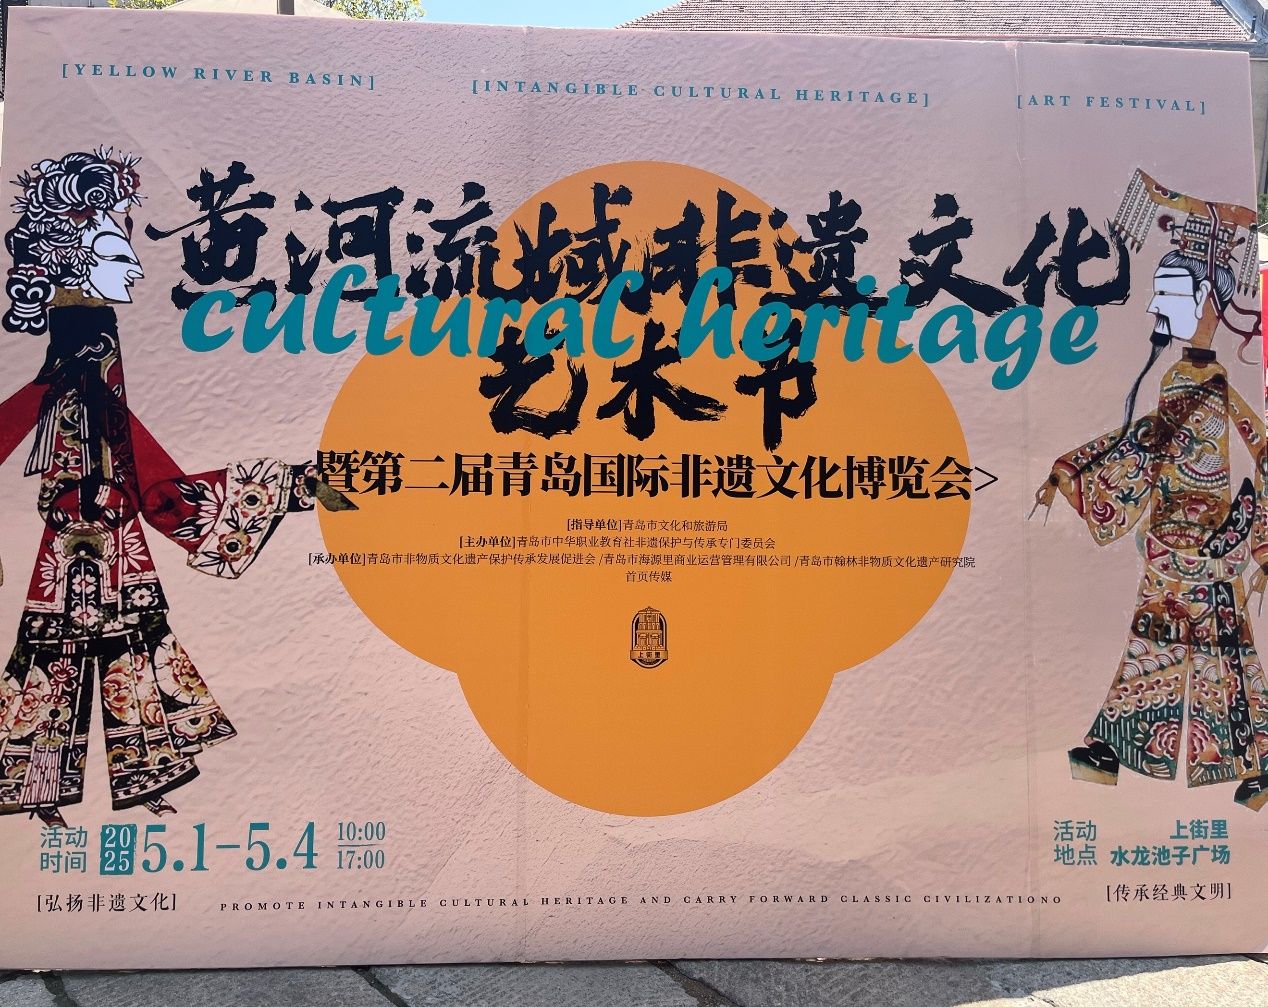 [YELLOW RIVER BASIN]
[INTANGIBLE CULTURAL HERITAGE]
[ART FESTIVAL]
黄河流域非遗文化
cultural heritage
艺术节
<暨第二届青岛国际非遗文化博览会>
[指导单位]青岛市文化和旅游局
[主办单位]青岛市中华职业教育社非遗保护与传承专门委员会
[承办单位]青岛市非物质文化遗产保护传承发展促进会/青岛市海源里商业运营管理有限公司/青岛市翰林非物质文化遗产研究院
首页传媒
上街里
活动时间 2025 5.1-5.4 10:00 17:00
[弘扬非遗文化]
PROMOTE INTANGIBLE CULTURAL HERITAGE AND CARRY FORWARD CLASSIC CIVILIZATIONO
活动地点
上街里
水龙池子广场
[传承经典文明]